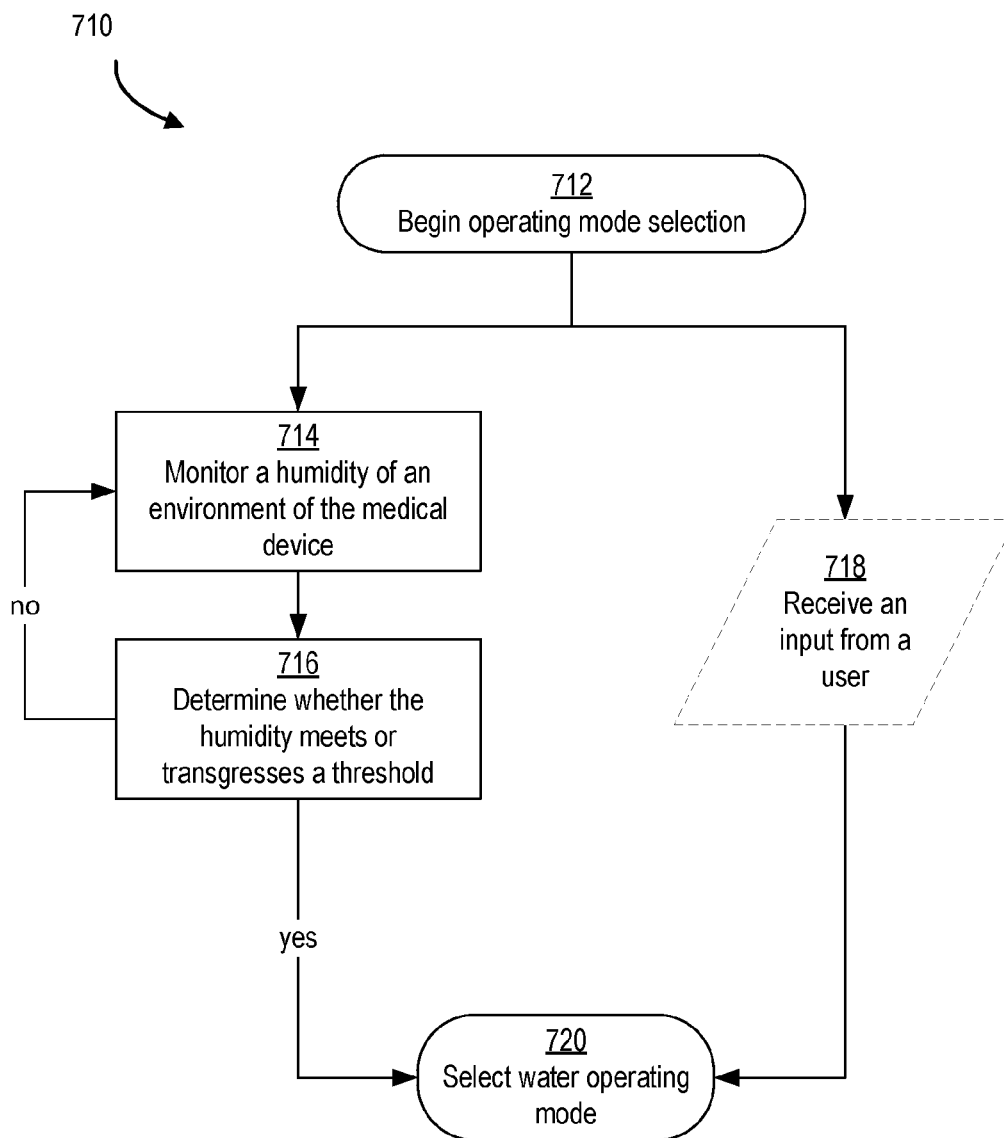 710
712
Begin operating mode selection
714
Monitor a humidity of an
environment of the medical
device
no
716
Determine whether the
humidity meets or
transgresses a threshold
718
Receive an
input from a
user
yes
720
Select water operating
mode